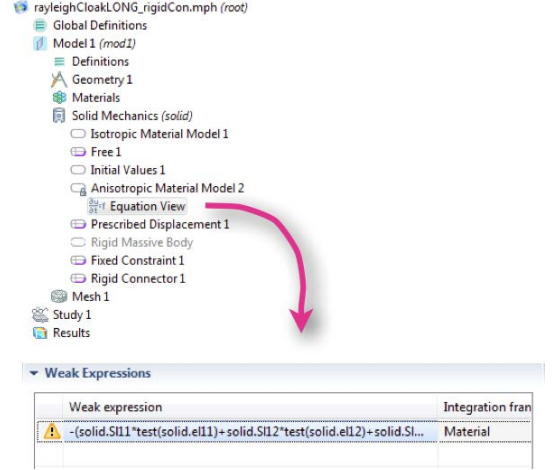 rayleighCloakLONG_rigidCon.mph (root)
Global Definitions
Model 1 (mod1)
Definitions
Geometry 1
Materials
Solid Mechanics (solid)
Isotropic Material Model 1
Free 1
Initial Values 1
Anisotropic Material Model 2
Equation View
Prescribed Displacement 1
Rigid Massive Body
Fixed Constraint 1
Rigid Connector 1
Mesh 1
Study 1
Results
Weak Expressions
Weak expression Integration fran
-(solid.Sl11*test(solid.el11)+solid.Sl12*test(solid.el12)+solid.Sl... Material